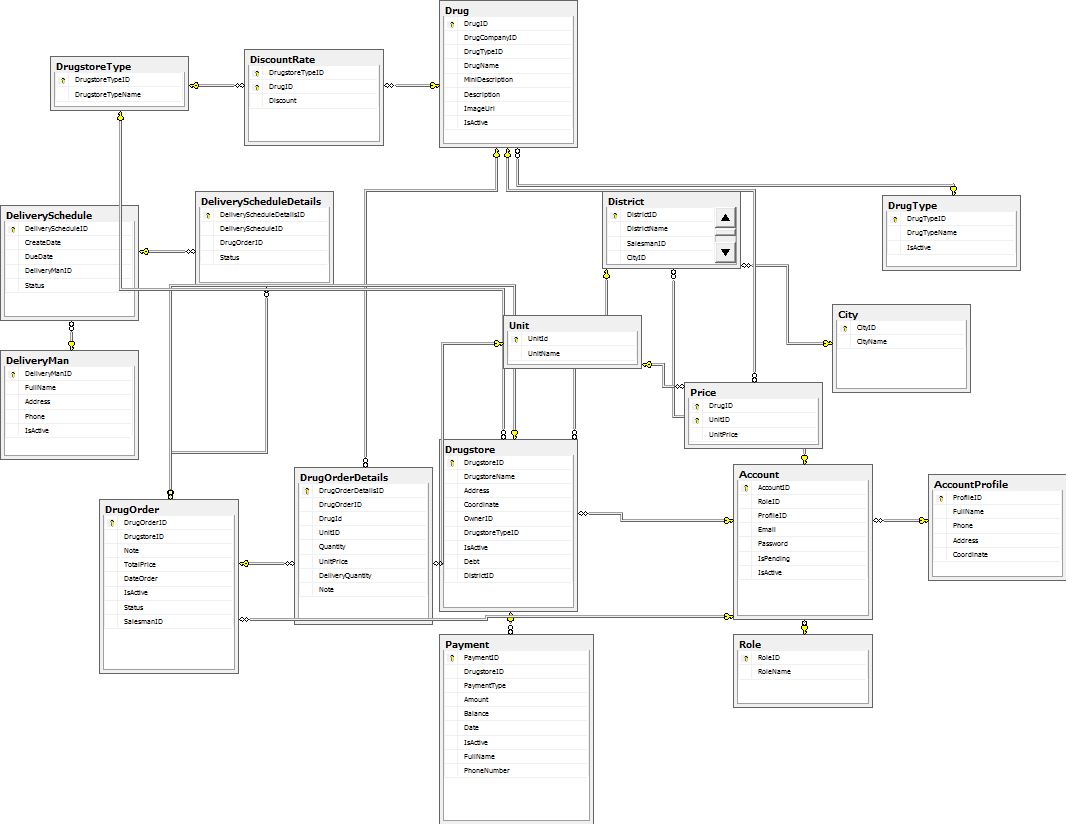 Drug
DrugID
DrugCompanyID
DrugTypeID
DrugName
MiniDescription
Description
ImageUrl
IsActive
DrugstoreType
DrugstoreTypeID
DrugstoreTypeName
DiscountRate
DrugstoreTypeID
DrugID
Discount
DeliverySchedule
DeliveryScheduleID
CreateDate
DueDate
DeliveryManID
Status
DeliveryScheduleDetails
DeliveryScheduleDetailsID
DeliveryScheduleID
DrugOrderID
Status
District
DistrictID
DistrictName
SalesmanID
CityID
DrugType
DrugTypeID
DrugTypeName
IsActive
City
CityID
CityName
Unit
UnitId
UnitName
DeliveryMan
DeliveryManID
FullName
Address
Phone
IsActive
Price
DrugID
UnitID
UnitPrice
Drugstore
DrugstoreID
DrugstoreName
Address
Coordinate
OwnerID
DrugstoreTypeID
IsActive
Debt
DistrictID
DrugOrderDetails
DrugOrderDetailsID
DrugOrderID
DrugId
UnitID
Quantity
UnitPrice
DeliveryQuantity
Note
Account
AccountID
RoleID
ProfileID
Email
Password
IsPending
IsActive
AccountProfile
ProfileID
FullName
Phone
Address
Coordinate
DrugOrder
DrugOrderID
DrugstoreID
Note
TotalPrice
DateOrder
IsActive
Status
SalesmanID
Payment
PaymentID
DrugstoreID
PaymentType
Amount
Balance
Date
IsActive
FullName
PhoneNumber
Role
RoleID
RoleName